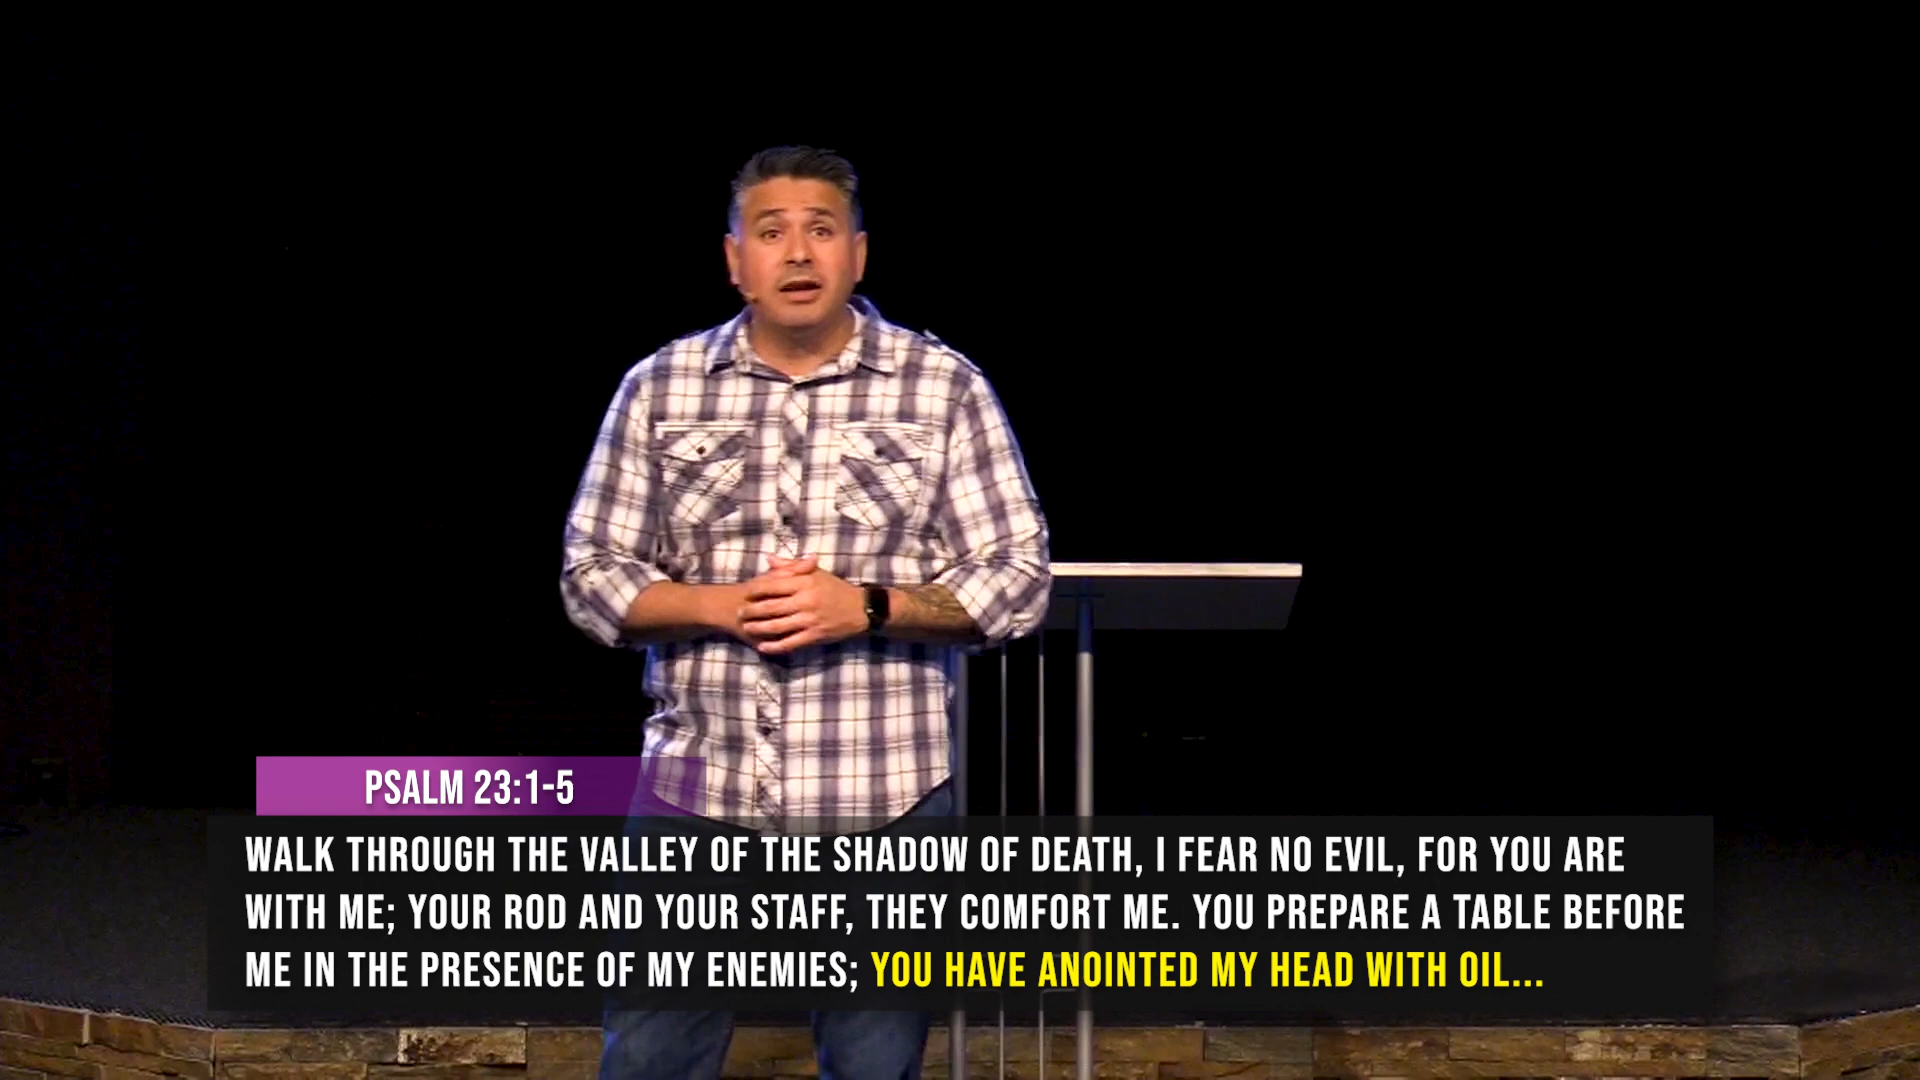 PSALM 23:1-5
WALK THROUGH THE VALLEY OF THE SHADOW OF DEATH, I FEAR NO EVIL, FOR YOU ARE
WITH ME; YOUR ROD AND YOUR STAFF, THEY COMFORT ME. YOU PREPARE A TABLE BEFORE
ME IN THE PRESENCE OF MY ENEMIES; YOU HAVE ANOINTED MY HEAD WITH OIL...